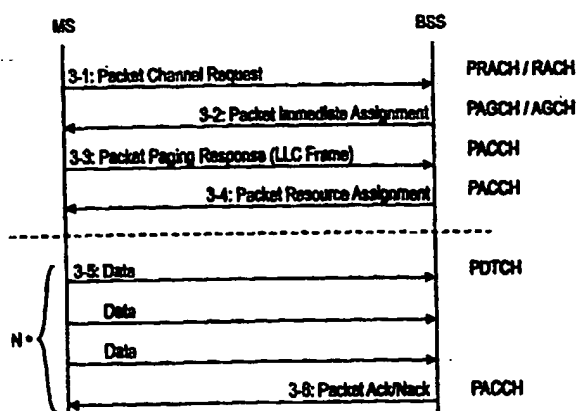 MS BSS
3-1: Packet Channel Request PRACH / RACH
3-2: Packet Immediate Assignment PAGCH / AGCH
3-3: Packet Paging Response (LLC Frame) PACCH
3-4: Packet Resource Assignment PACCH
3-5: Data PDTCH
Data
N *
Data
3-6: Packet Ack/Nack PACCH